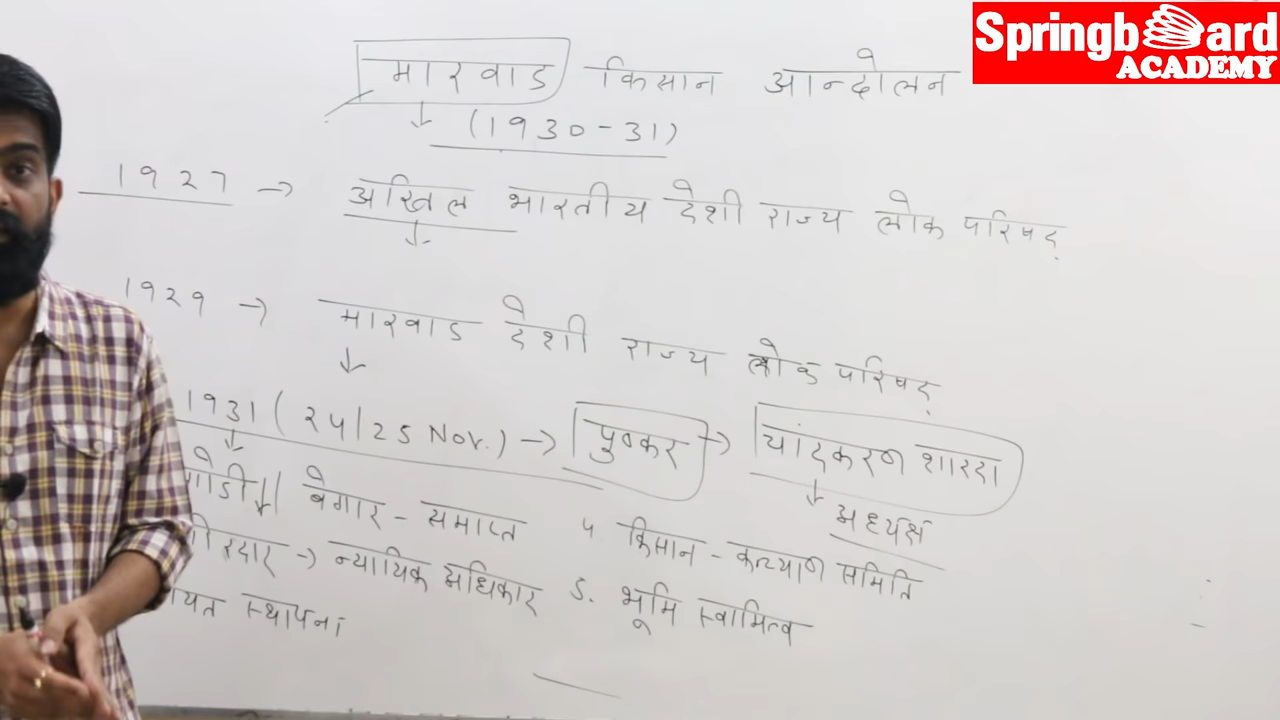 Springboard
ACADEMY
मारवाड किसान आन्दोलन
(1930-31)
1927 → अखिल भारतीय देशी राज्य लोक परिषद्
1929 → मारवाड देशी राज्य लोक परिषद्
1931 (24/25 Nov.) → पुष्कर → चांदकरण शारदा
अध्यक्ष
बेगार - समाप्त
→ न्यायिक अधिकार
स्थापना
4. किसान - कल्याण समिति
5. भूमि स्वामित्व